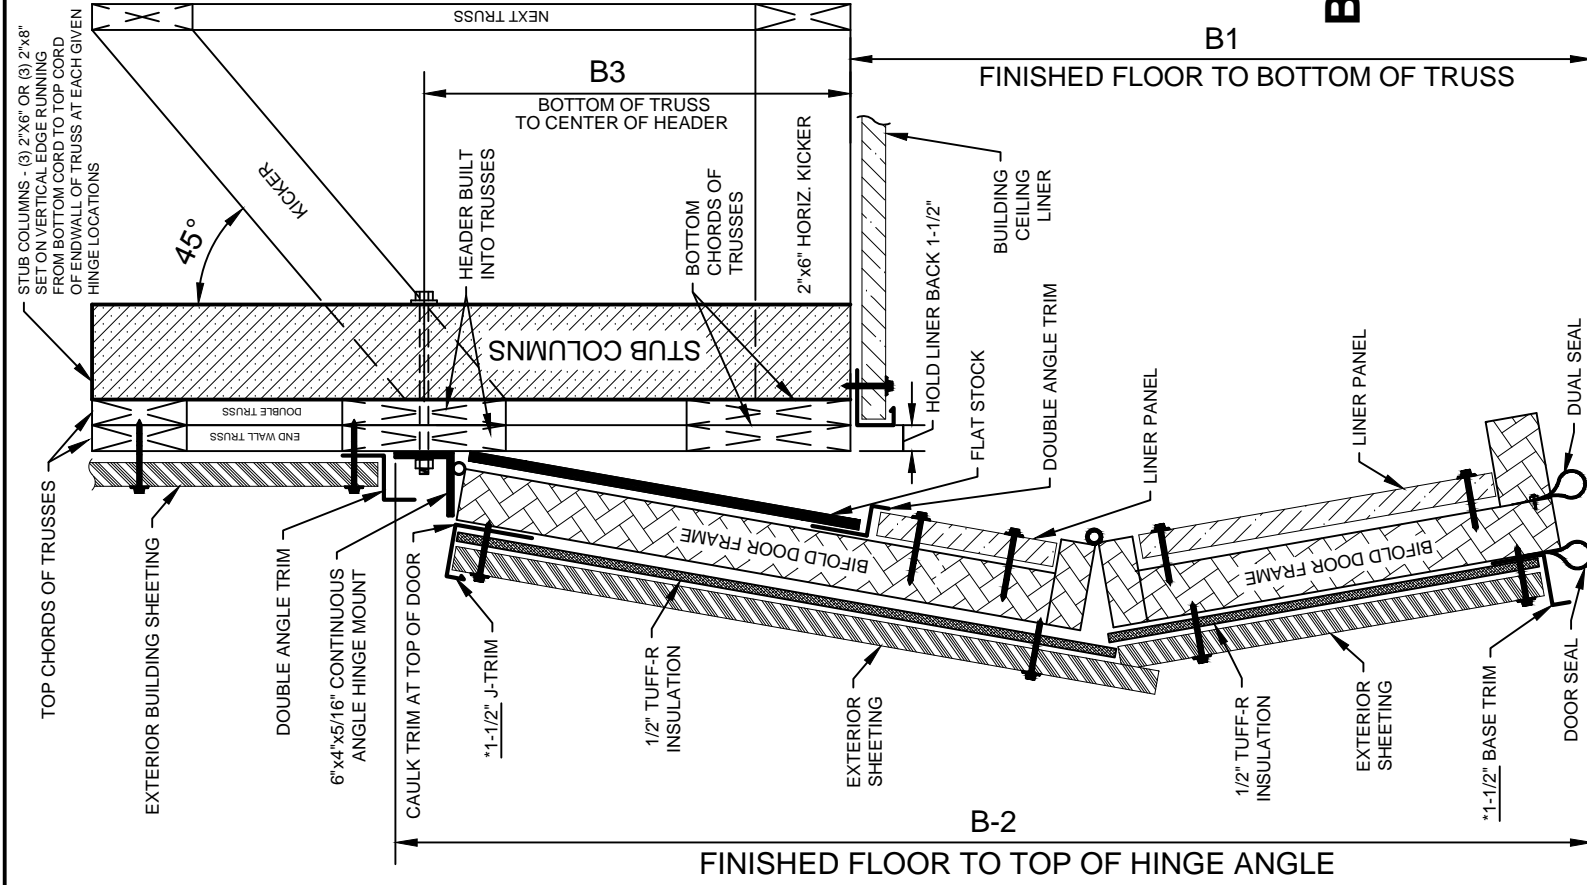 STUB COLUMNS - (3) 2"X6" OR (3) 2"x8"
SET ON VERTICAL EDGE RUNNING
FROM BOTTOM CORD TO TOP CORD
OF ENDWALL OF TRUSS AT EACH GIVEN
HINGE LOCATIONS
TOP CHORDS OF TRUSSES
EXTERIOR BUILDING SHEETING
DOUBLE ANGLE TRIM
6"x4"x5/16" CONTINUOUS
ANGLE HINGE MOUNT
CAULK TRIM AT TOP OF DOOR
*1-1/2" J-TRIM
1/2" TUFF-R
INSULATION
EXTERIOR
SHEETING
1/2" TUFF-R
INSULATION
EXTERIOR
SHEETING
*1-1/2" BASE TRIM
DOOR SEAL
DUAL SEAL
NEXT TRUSS
KICKER
45°
STUB COLUMNS
DOUBLE TRUSS
END WALL TRUSS
B3
BOTTOM OF TRUSS
TO CENTER OF HEADER
HEADER BUILT
INTO TRUSSES
BOTTOM
CHORDS OF
TRUSSES
2"x6" HORIZ. KICKER
BUILDING
CEILING
LINER
HOLD LINER BACK 1-1/2"
FLAT STOCK
DOUBLE ANGLE TRIM
LINER PANEL
LINER PANEL
BIFOLD DOOR FRAME
BIFOLD DOOR FRAME
B1
FINISHED FLOOR TO BOTTOM OF TRUSS
B
B-2
FINISHED FLOOR TO TOP OF HINGE ANGLE